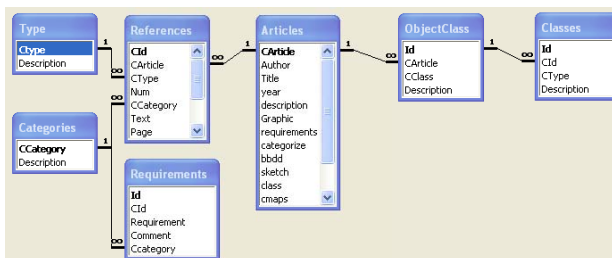 Type
Ctype
Description
References
CId
CArticle
CType
Num
CCategory
Text
Page
Articles
CArticle
Author
Title
year
description
Graphic
requirements
categorize
bbdd
sketch
class
cmaps
ObjectClass
Id
CArticle
CClass
Description
Classes
Id
CId
CType
Description
Categories
CCategory
Description
Requirements
Id
CId
Requirement
Comment
Ccategory
1
∞
1
∞
∞
1
1
∞
1
∞